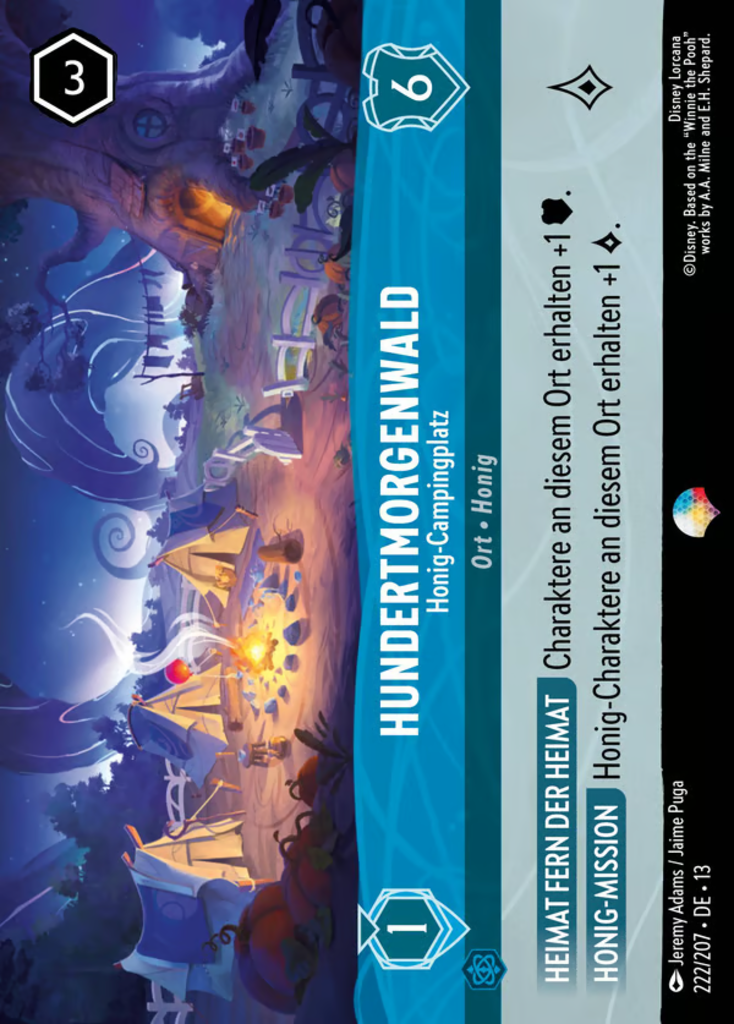 3
HUNDERTMORGENWALD
Honig-Campingplatz
1
6
Ort • Honig
HEIMAT FERN DER HEIMAT Charaktere an diesem Ort erhalten +1 .
HONIG-MISSION Honig-Charaktere an diesem Ort erhalten +1 .
Jeremy Adams / Jaime Puga
222/207 • DE • 13
Disney Lorcana
©Disney. Based on the "Winnie the Pooh"
works by A.A. Milne and E.H. Shepard.